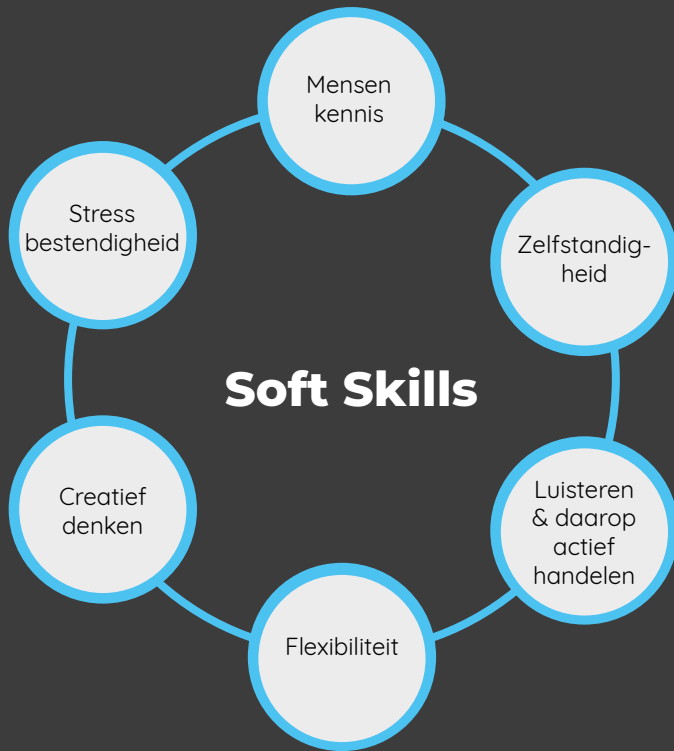 Mensen
kennis
Zelfstandig-
heid
Luisteren
& daarop
actief
handelen
Flexibiliteit
Creatief
denken
Stress
bestendigheid
Soft Skills